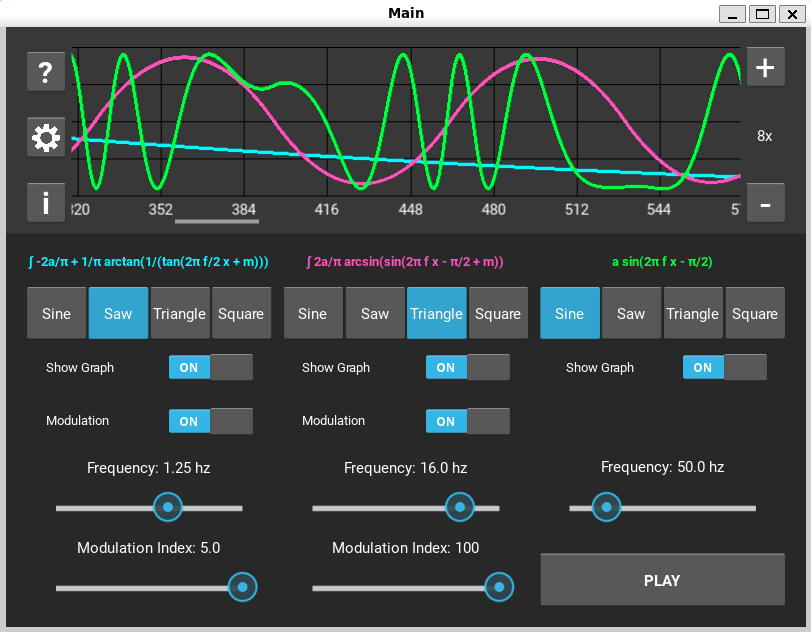 Main
?
+
8x
i
-
320 352 384 416 448 480 512 544 57
∫ -2a/π + 1/π arctan(1/(tan(2π f/2 x + m))) ∫ 2a/π arcsin(sin(2π f x - π/2 + m)) a sin(2π f x - π/2)
Sine Saw Triangle Square Sine Saw Triangle Square Sine Saw Triangle Square
Show Graph ON Show Graph ON Show Graph ON
Modulation ON Modulation ON
Frequency: 1.25 hz Frequency: 16.0 hz Frequency: 50.0 hz
Modulation Index: 5.0 Modulation Index: 100
PLAY